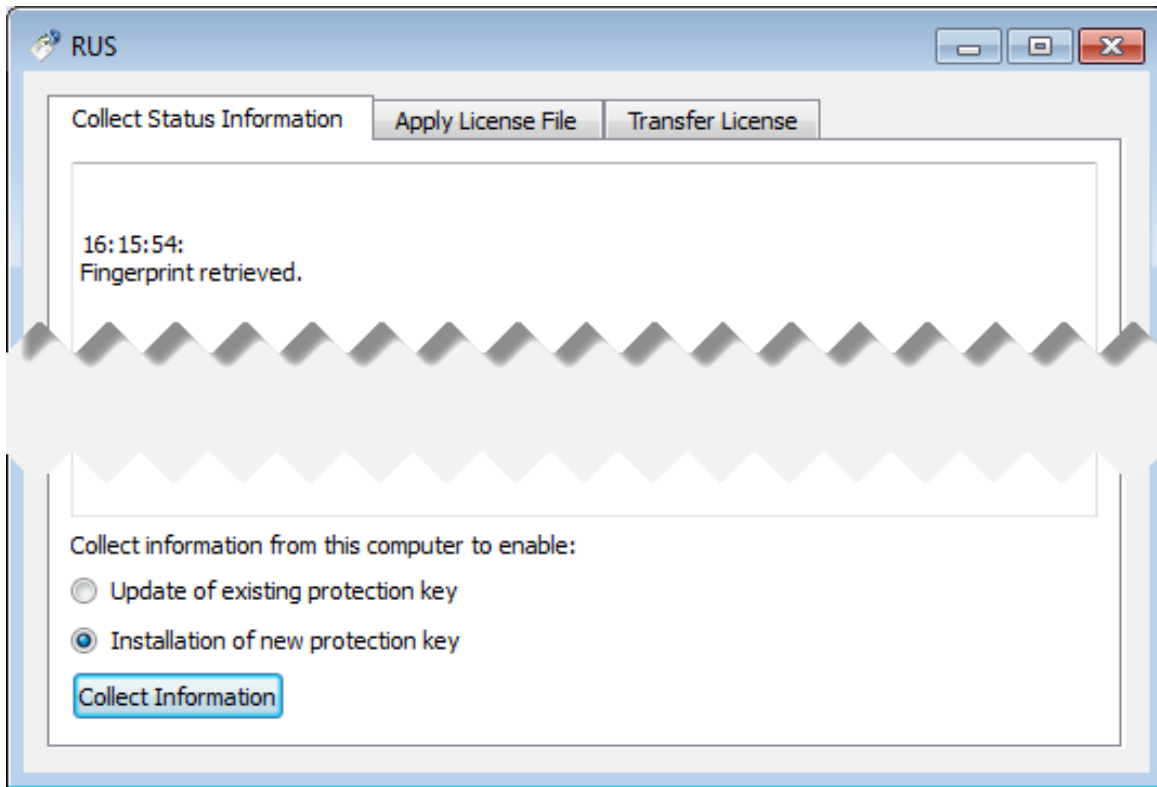 RUS
Collect Status Information
Apply License File
Transfer License
16:15:54:
Fingerprint retrieved.
Collect information from this computer to enable:
Update of existing protection key
Installation of new protection key
Collect Information